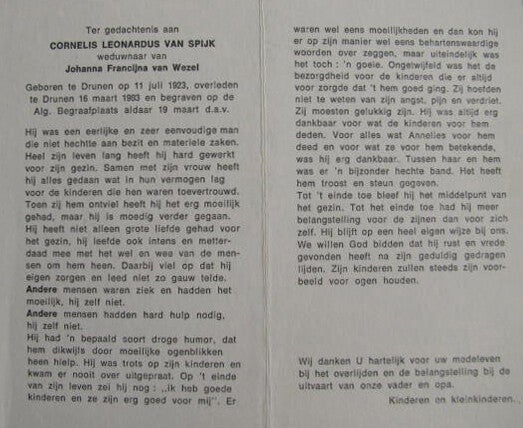 Ter gedachtenis aan
CORNELIS LEONARDUS VAN SPIJK
weduwnaar van
Johanna Francijna van Wezel
Geboren te Drunen op 11 juli 1923, overleden
te Drunen 16 maart 1993 en begraven op de
Alg. Begraafplaats aldaar 19 maart d.a.v.
Hij was een eerlijke en zeer eenvoudige man
die niet hechtte aan bezit en materiele zaken.
Heel zijn leven lang heeft hij hard gewerkt
voor zijn gezin. Samen met zijn vrouw heeft
hij alles gedaan wat in hun vermogen lag
voor de kinderen die hen waren toevertrouwd.
Toen zij hem ontviel heeft hij het erg moeilijk
gehad, maar hij is moedig verder gegaan.
Hij heeft niet alleen grote liefde gehad voor
het gezin, hij leefde ook intens en metter-
daad mee met het wel en wee van de men-
sen om hem heen. Daarbij viel op dat hij
eigen zorgen en leed niet zo gauw telde.
Andere mensen waren ziek en hadden het
moeilijk, hij zelf niet.
Andere mensen hadden hard hulp nodig,
hij zelf niet.
Hij had 'n bepaald soort droge humor, dat
hem dikwijls door moeilijke ogenblikken
heen hielp. Hij was trots op zijn kinderen en
kwam er nooit over uitgepraat. Op 't einde
van zijn leven zei hij nog: „ik heb goede
kinderen en ze zijn erg goed voor mij". Er
waren wel eens moeilijkheden en dan kon hij
er op zijn manier wel eens behartenswaardige
woorden over zeggen, maar uiteindelijk was
het toch: 'n goeie. Ongelwijfeld was het de
bezorgdheid voor de kinderen die er altijd
voor zorgde dat 't hem goed ging. Zij hoefden
niet te weten van zijn angst, pijn en verdriet.
Zij moesten gelukkig zijn. Hij was altijd erg
dankbaar voor wat de kinderen voor hem
deden. Voor alles wat Annelies voor hem
deed en voor wat ze voor hem betekende,
was hij erg dankbaar. Tussen haar en hem
was er 'n bijzonder hechte band. Het heeft
hem troost en steun gegeven.
Tot 't einde toe bleef hij het middelpunt van
het gezin. Tot het einde toe had hij meer
belangstelling voor de zijnen dan voor zich
zelf. Hij blijft op een heel eigen wijze bij ons.
We willen God bidden dat hij rust en vrede
gevonden heeft na zijn geduldig gedragen
lijden. Zijn kinderen zullen steeds zijn voor-
beeld voor ogen houden.
Wij danken U hartelijk voor uw medeleven
bij het overlijden en de belangstelling bij de
uitvaart van onze vader en opa.
Kinderen en kleinkinderen.